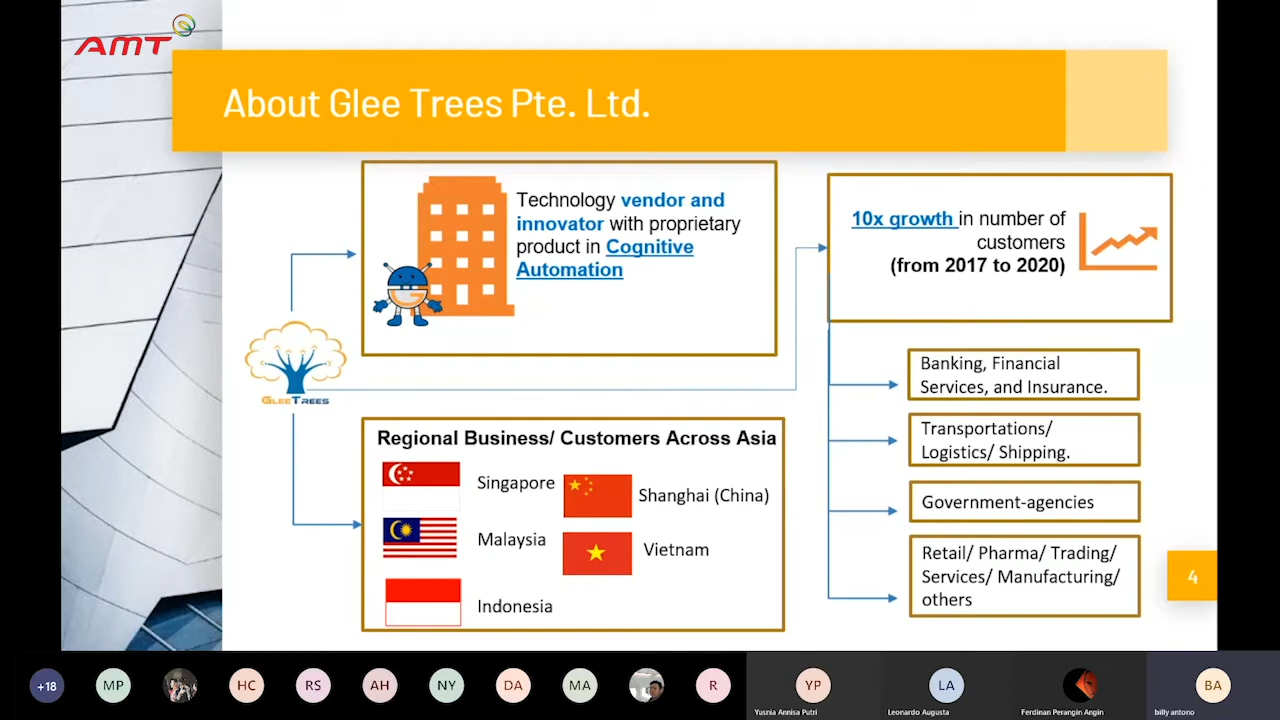 AMT
About Glee Trees Pte. Ltd.
Technology vendor and
innovator with proprietary
product in Cognitive
Automation
10x growth in number of
customers
(from 2017 to 2020)
GLEETREES
Regional Business/ Customers Across Asia
Singapore
Shanghai (China)
Malaysia
Vietnam
Indonesia
Banking, Financial
Services, and Insurance.
Transportations/
Logistics/ Shipping.
Government-agencies
Retail/ Pharma/ Trading/
Services/ Manufacturing/
others
4
+18
MP
HC
RS
AH
NY
DA
MA
R
YP
LA
BA
Yusnia Annisa Putri
Leonardo Augusta
Ferdinan Perangin Angin
billy antono